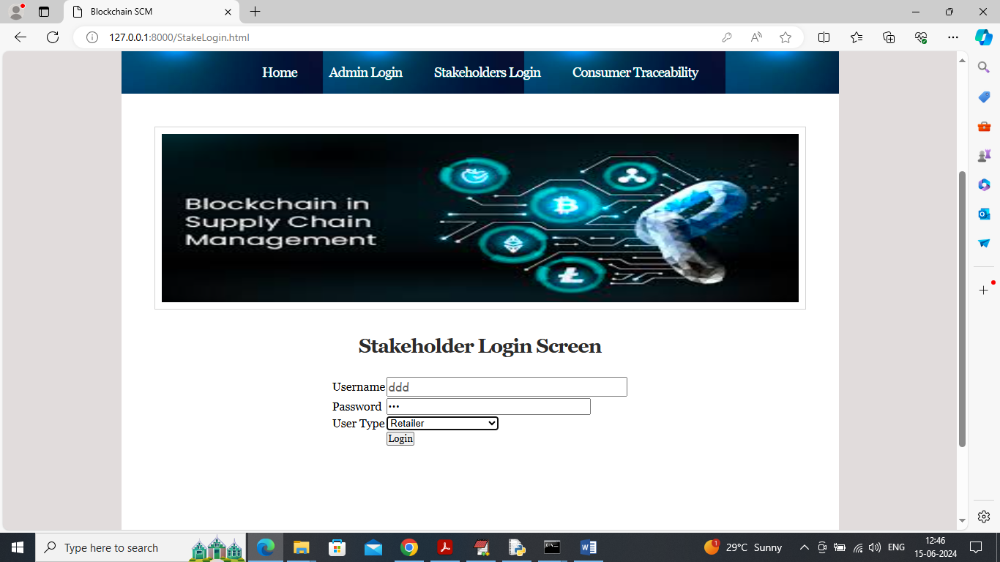 Blockchain SCM
127.0.0.1:8000/StakeLogin.html
Home Admin Login Stakeholders Login Consumer Traceability
Blockchain in
Supply Chain
Management
Stakeholder Login Screen
Username ddd
Password •••
User Type Retailer
Login
Type here to search
1
29°C Sunny
ENG
12:46
15-06-2024